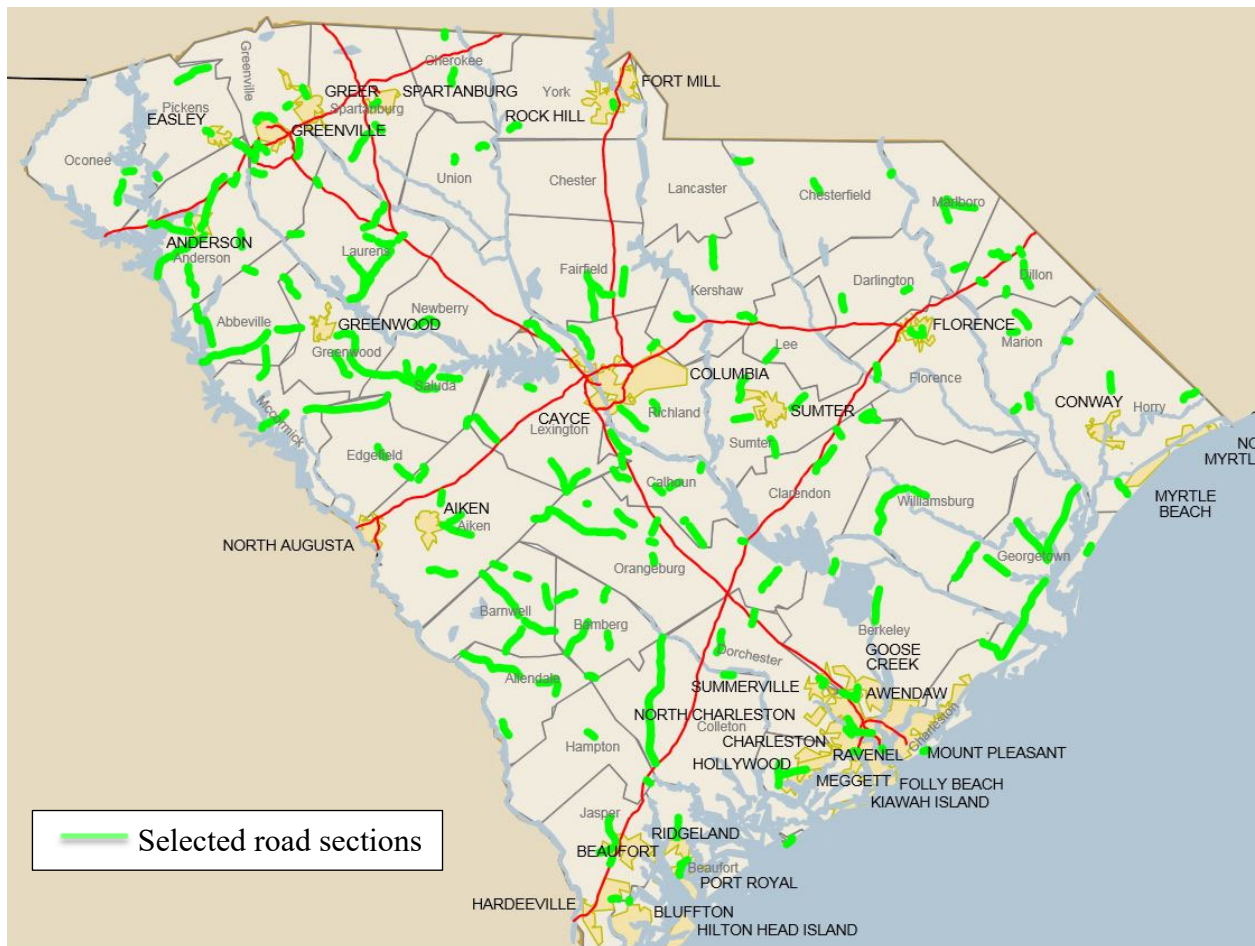 Cherokee
Greenville
FORT MILL
GREER
SPARTANBURG
York
Pickens
Spartanburg
ROCK HILL
EASLEY
GREENVILLE
Oconee
Union
Chester
Lancaster
Chesterfield
Marlboro
ANDERSON
Anderson
Laurens
Fairfield
Kershaw
Darlington
Dillon
Newberry
Abbeville
GREENWOOD
FLORENCE
Greenwood
Lee
Marion
COLUMBIA
Florence
Saluda
CONWAY
Horry
Mccormick
CAYCE
Richland
SUMTER
Lexington
Sumter
NO
MYRTLE
Edgefield
Calhoun
Clarendon
Williamsburg
MYRTLE
BEACH
AIKEN
Aiken
NORTH AUGUSTA
Georgetown
Orangeburg
Barnwell
Bamberg
Berkeley
GOOSE
CREEK
Dorchester
Allendale
SUMMERVILLE
AWENDAW
NORTH CHARLESTON
Colleton
Charleston
Hampton
CHARLESTON
RAVENEL
MOUNT PLEASANT
HOLLYWOOD
MEGGETT
FOLLY BEACH
KIAWAH ISLAND
Jasper
RIDGELAND
BEAUFORT
Beaufort
PORT ROYAL
HARDEEVILLE
BLUFFTON
HILTON HEAD ISLAND
Selected road sections